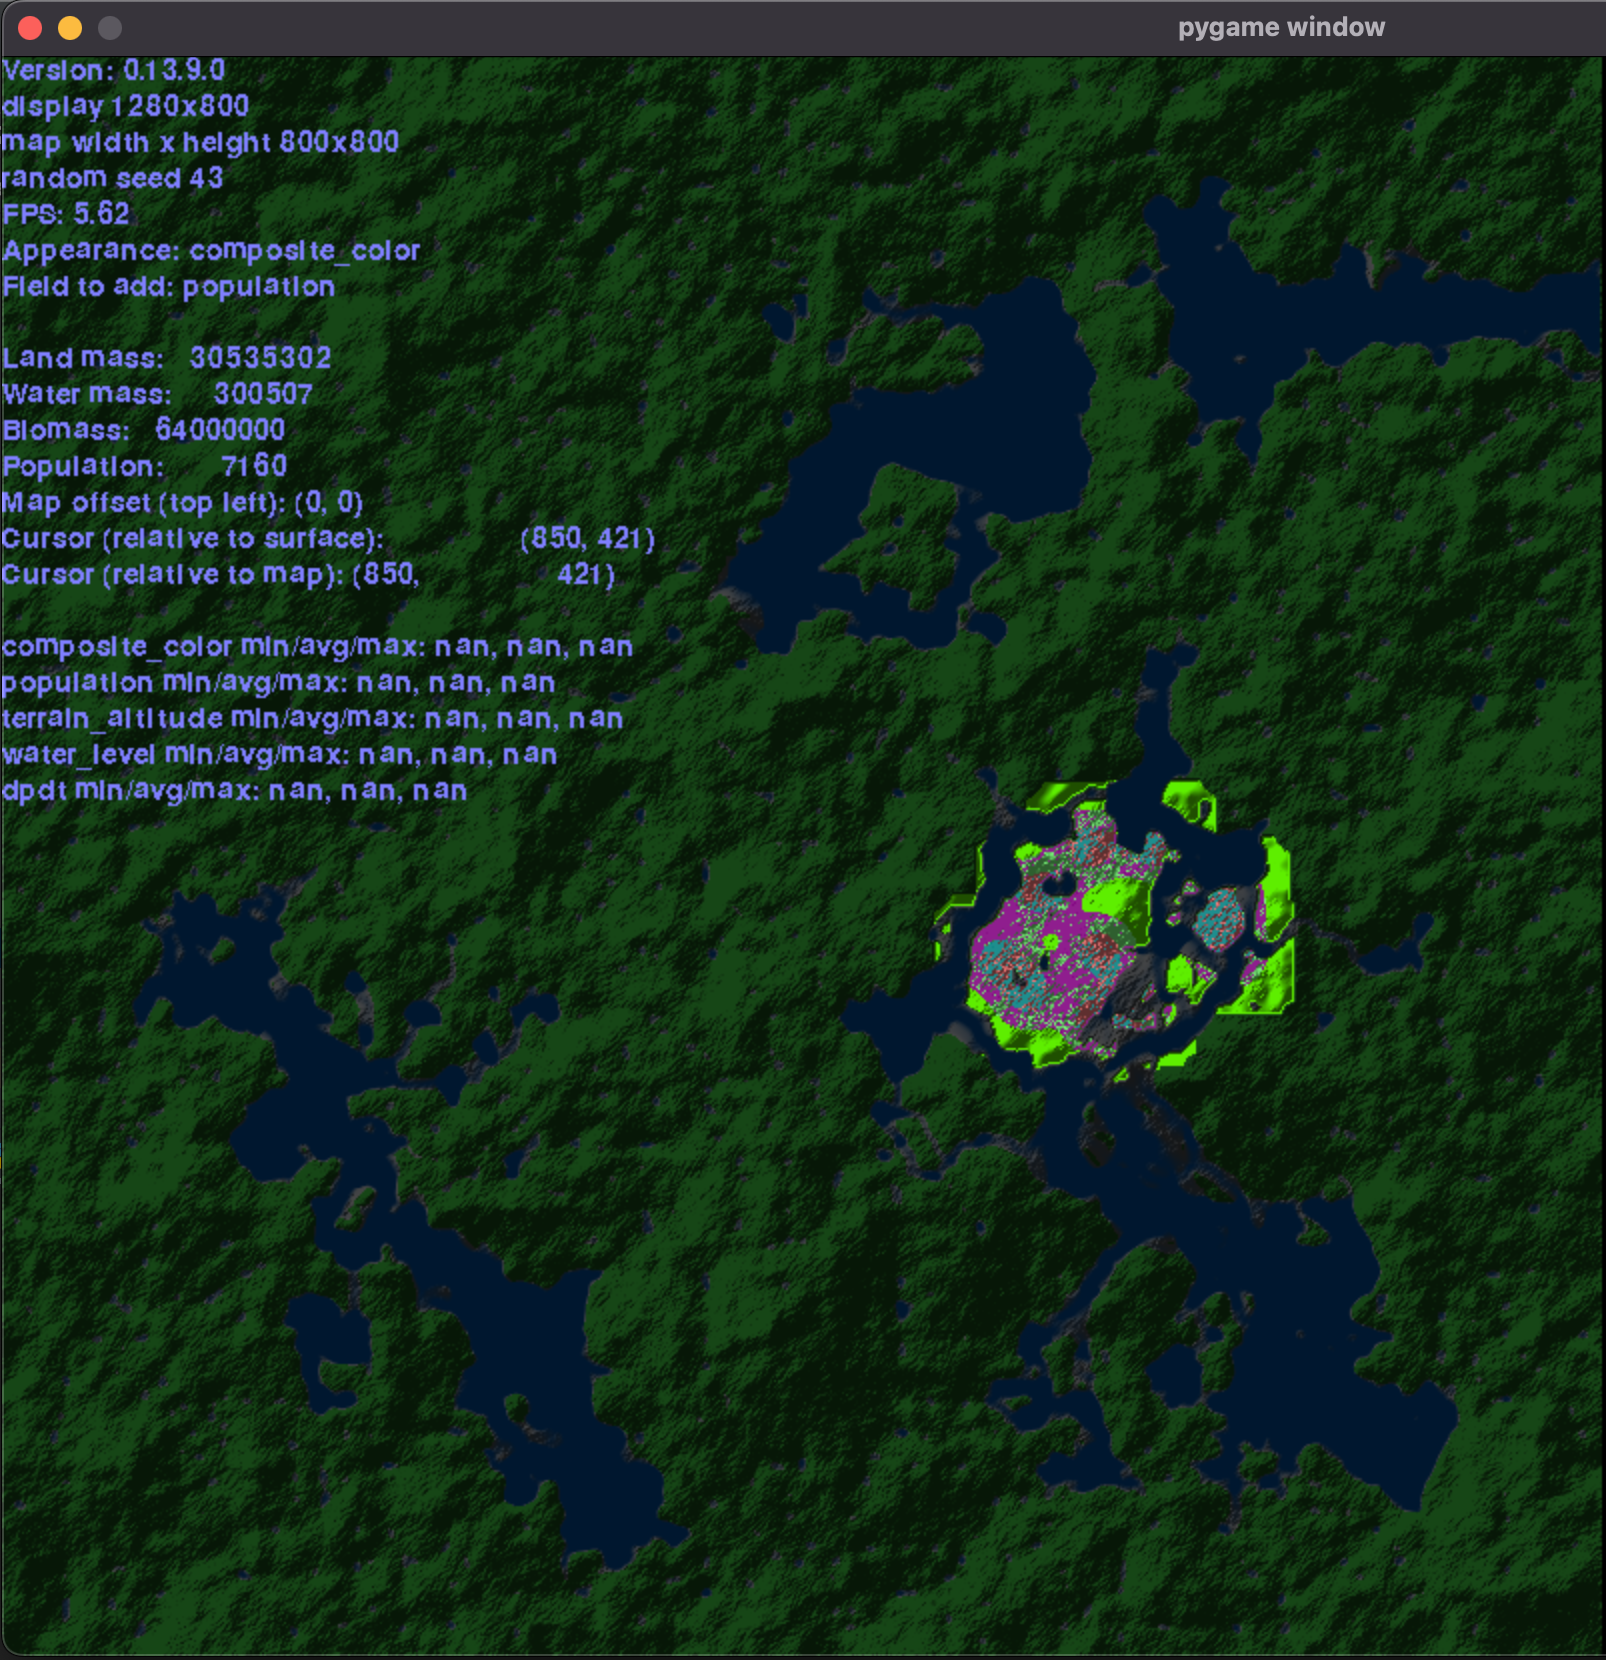 pygame window
Version: 0.13.9.0
display 1280x800
map width x height 800x800
random seed 43
FPS: 5.62
Appearance: composite_color
Field to add: population
Land mass: 30535302
Water mass: 300507
Biomass: 64000000
Population: 7160
Map offset (top left): (0, 0)
Cursor (relative to surface): (850, 421)
Cursor (relative to map): (850, 421)
composite_color min/avg/max: nan, nan, nan
population min/avg/max: nan, nan, nan
terrain_altitude min/avg/max: nan, nan, nan
water_level min/avg/max: nan, nan, nan
dpdt min/avg/max: nan, nan, nan